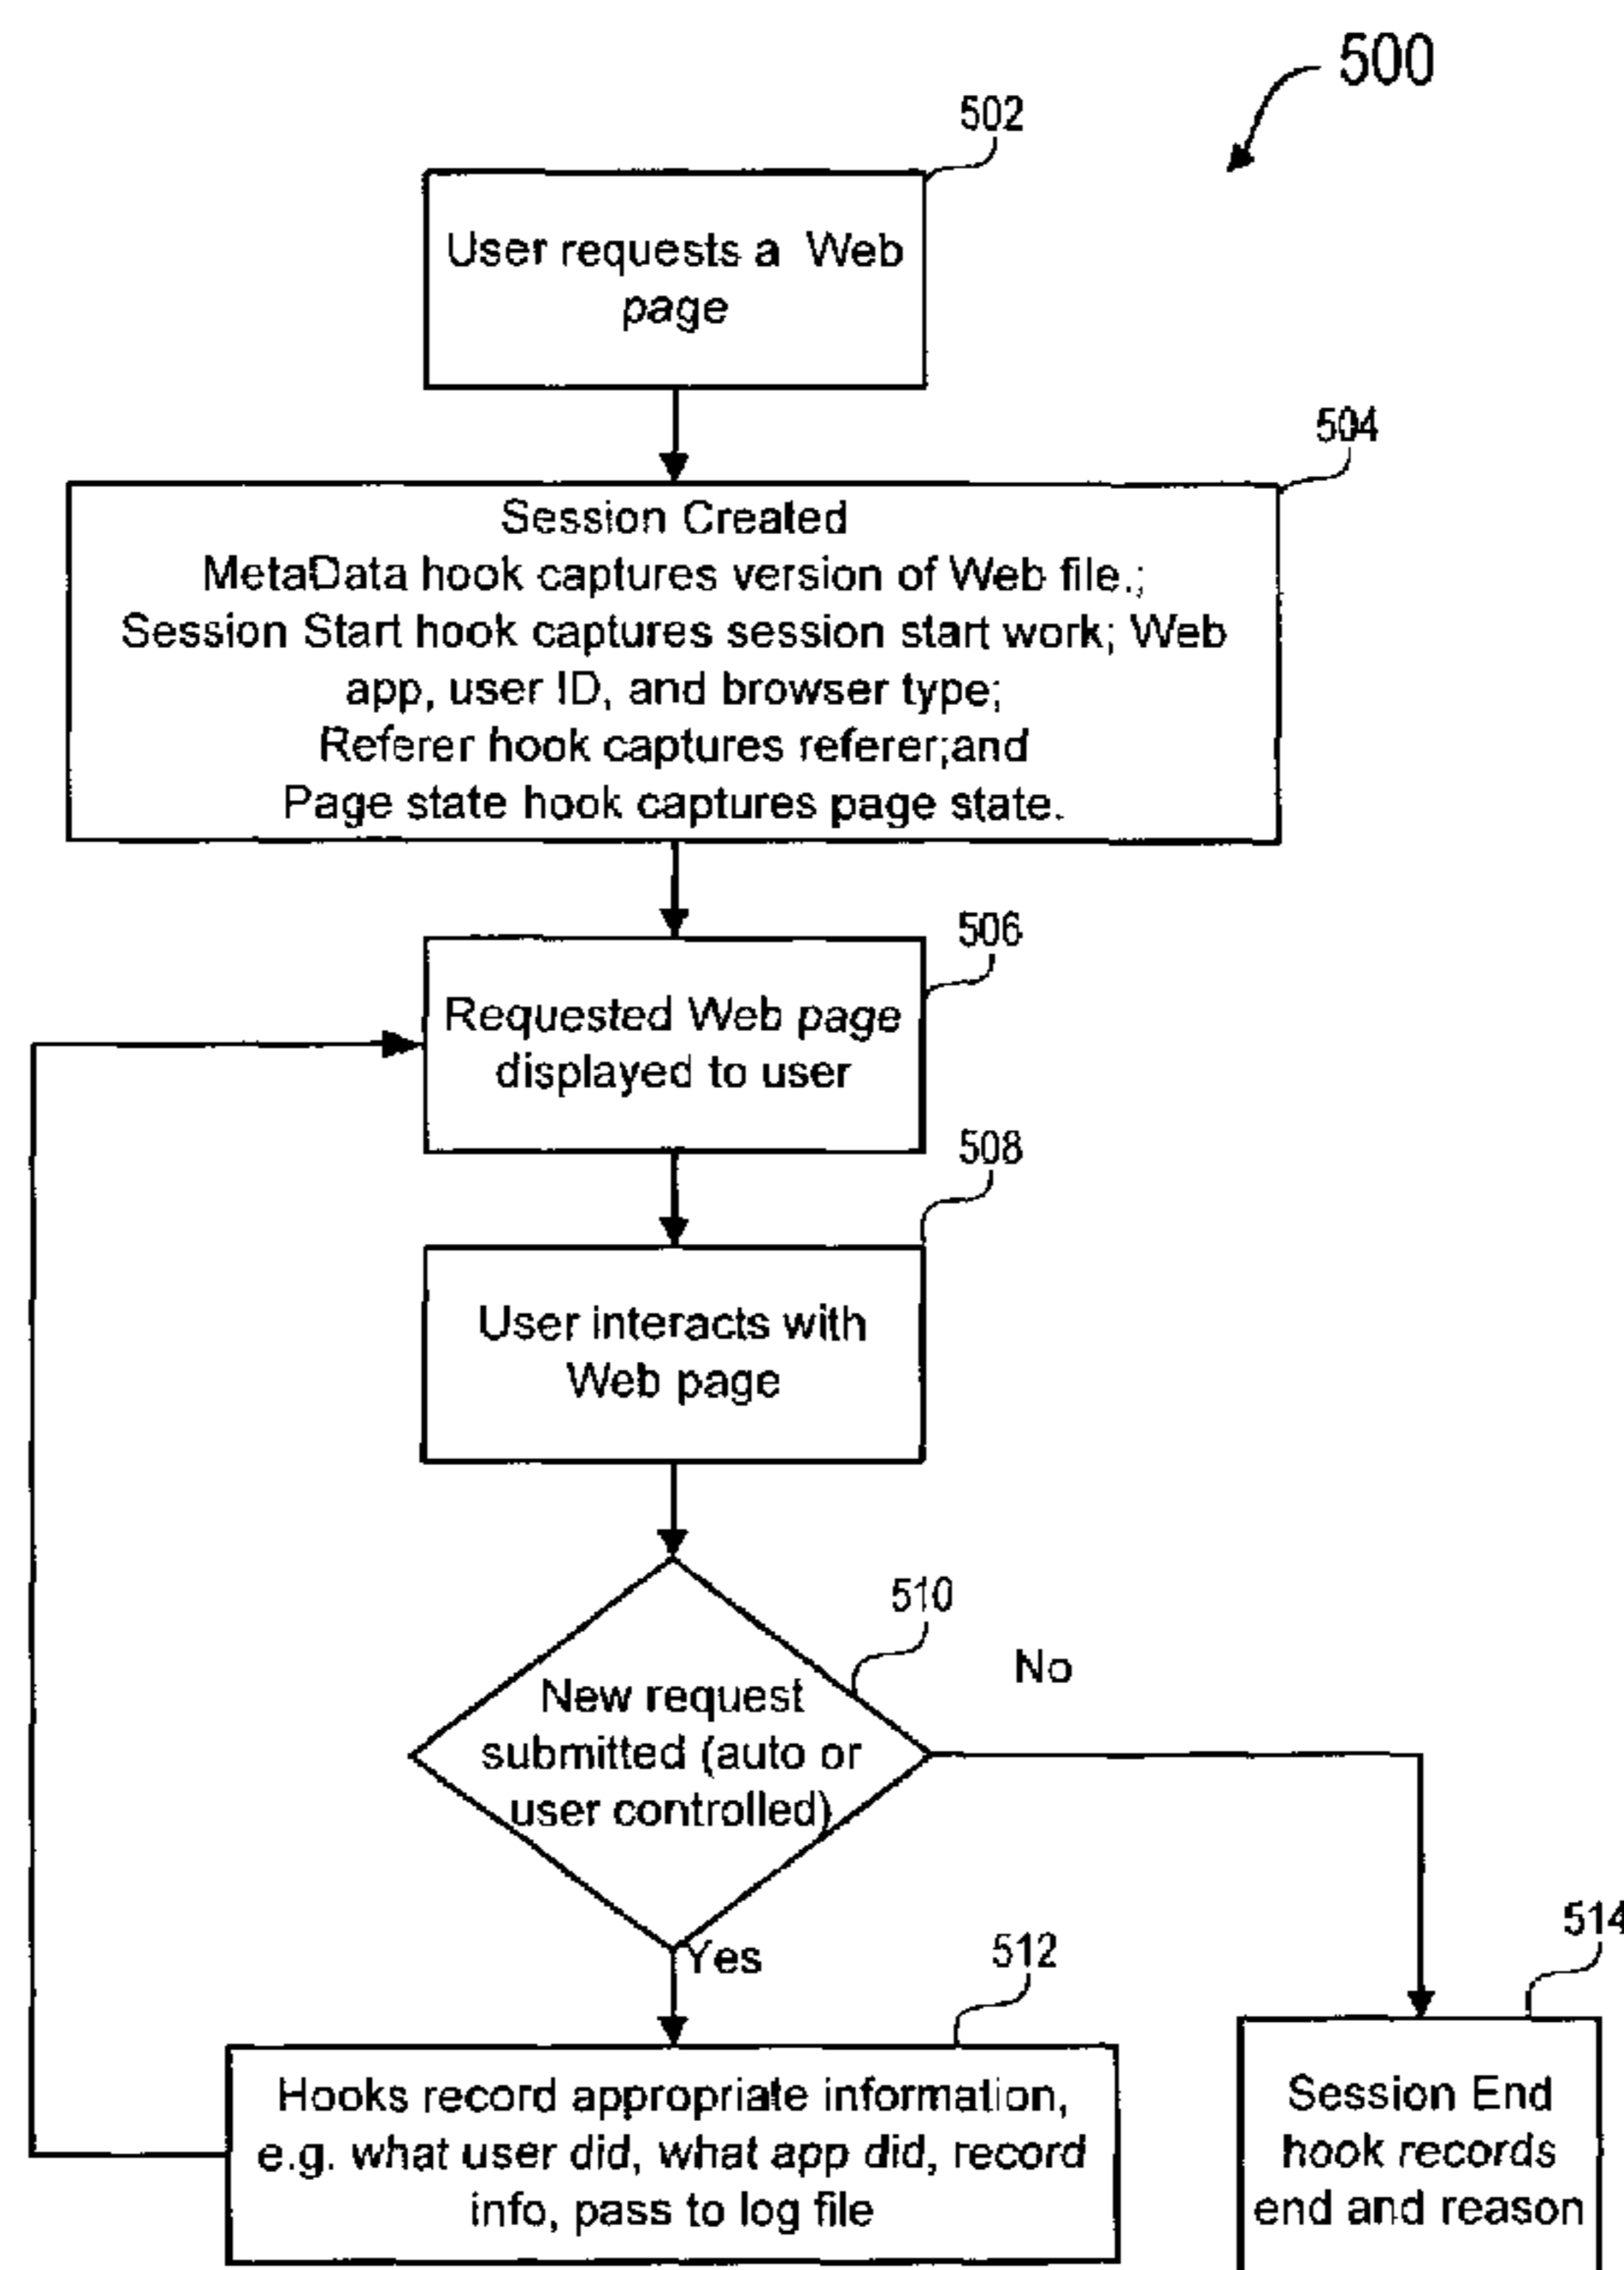 500
502
User requests a Web
page
504
Session Created
MetaData hook captures version of Web file.;
Session Start hook captures session start work; Web
app, user ID, and browser type;
Referer hook captures referer;and
Page state hook captures page state.
506
Requested Web page
displayed to user
508
User interacts with
Web page
510
New request
submitted (auto or
user controlled)
No
Yes
512
Hooks record appropriate information,
e.g. what user did, what app did, record
info, pass to log file
514
Session End
hook records
end and reason